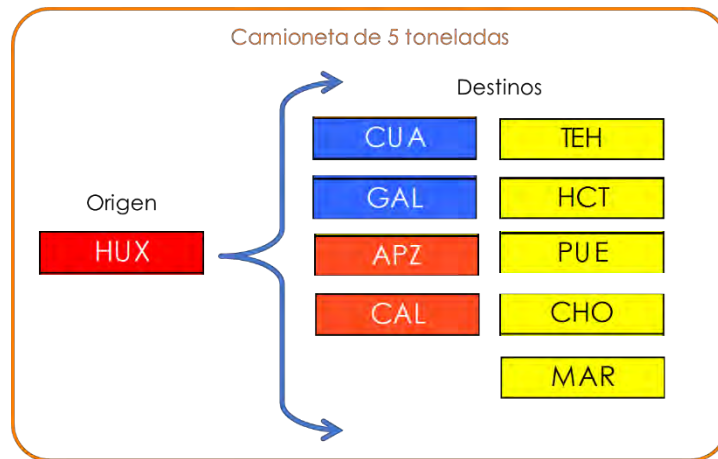 Camioneta de 5 toneladas
Destinos
CUA
TEH
GAL
HCT
Origen
HUX
APZ
PUE
CAL
CHO
MAR